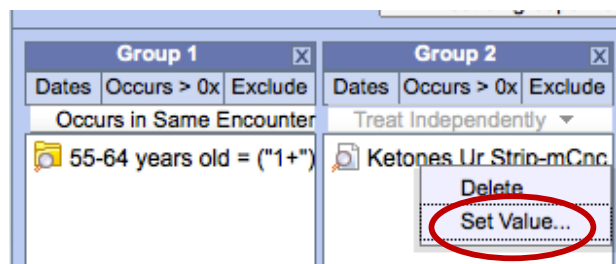 Group 1 X Group 2 X
Dates Occurs > 0x Exclude Dates Occurs > 0x Exclude
Occurs in Same Encounter Treat Independently
55-64 years old = ("1+") Ketones Ur Strip-mCnc
Delete
Set Value...